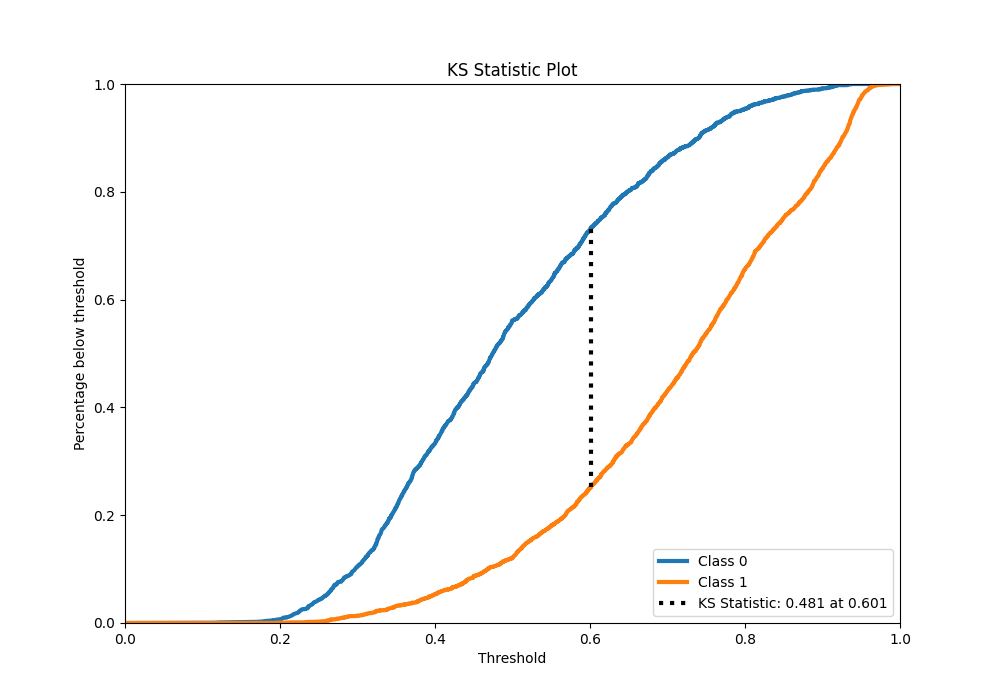 KS Statistic Plot
1.0
0.8
0.6
0.4
0.2
0.0
Percentage below threshold
0.0 0.2 0.4 0.6 0.8 1.0
Threshold
Class 0
Class 1
KS Statistic: 0.481 at 0.601